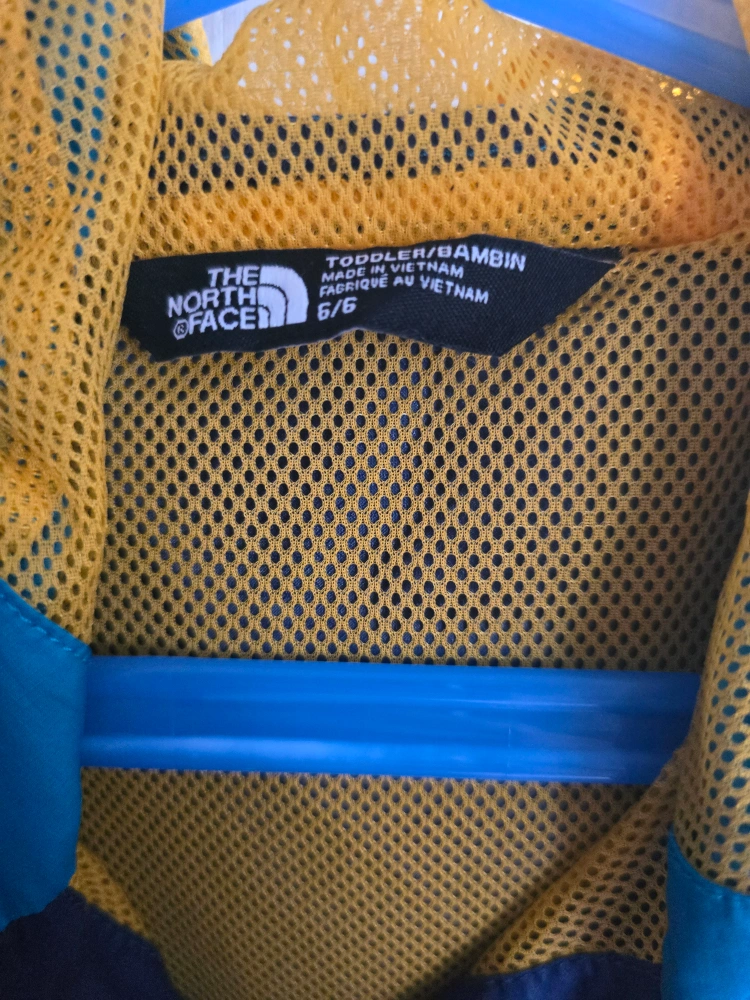 THE
NORTH
FACE
TODDLER/BAMBIN
MADE IN VIETNAM
FABRIQUÉ AU VIETNAM
6/6